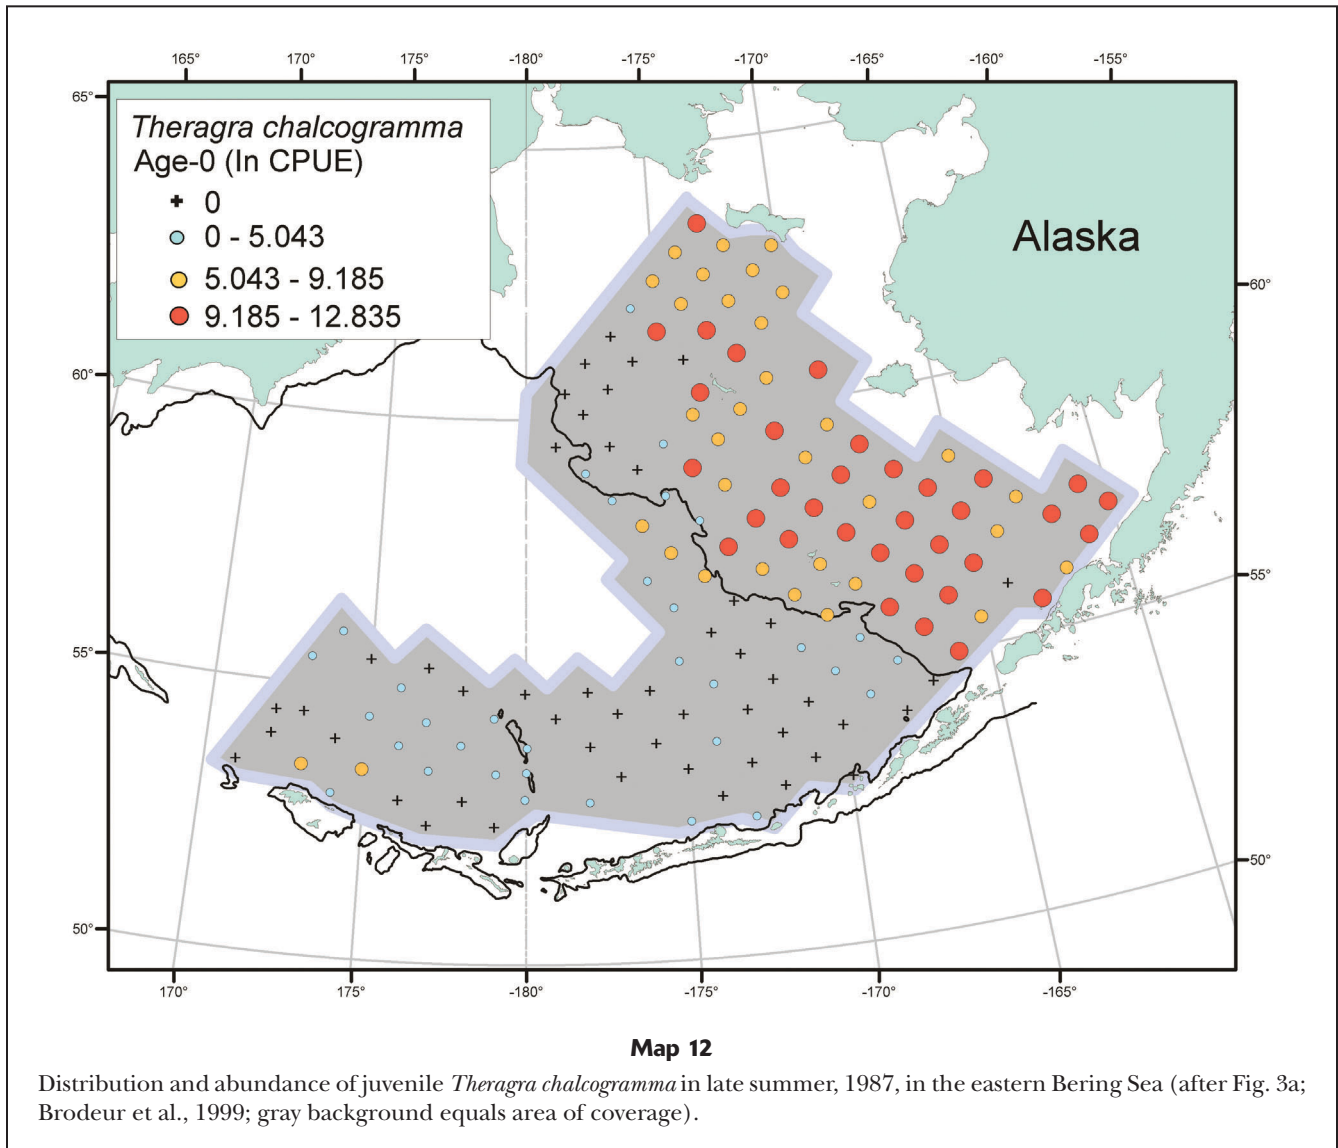 165° 170° 175° -180° -175° -170° -165° -160° -155°
65°
Theragra chalcogramma
Age-0 (In CPUE)
0
0 - 5.043
5.043 - 9.185
9.185 - 12.835
Alaska
60°
60°
55°
55°
50°
50°
170° 175° -180° -175° -170° -165°
Map 12
Distribution and abundance of juvenile Theragra chalcogramma in late summer, 1987, in the eastern Bering Sea (after Fig. 3a;
Brodeur et al., 1999; gray background equals area of coverage).